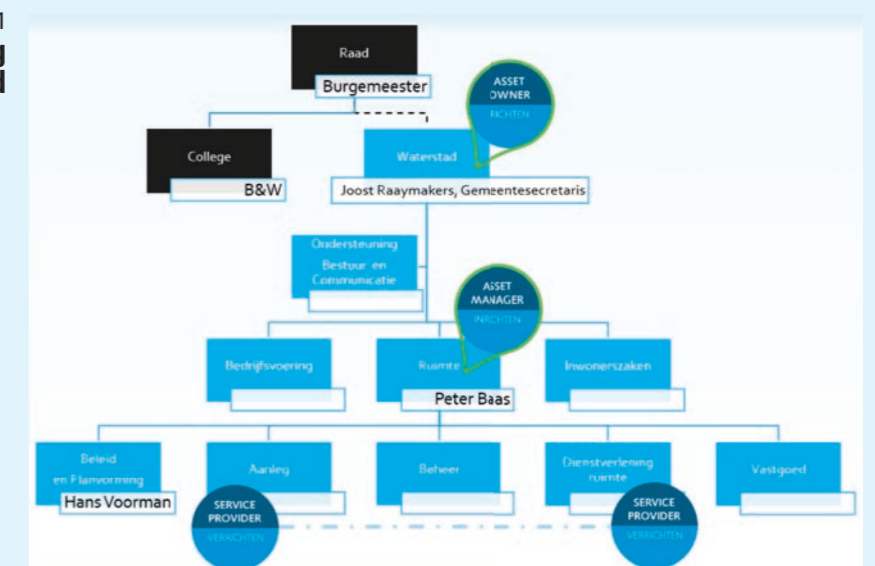 1
g
d
Raad
Burgemeester
ASSET
OWNER
RICHTEN
College
B&W
Waterstad
Joost Raaymakers, Gemeentesecretaris
Ondersteuning
Bestuur en
Communicatie
ASSET
MANAGER
INRICHTEN
Bedrijfsvoering
Ruimte
Peter Baas
Inwonerszaken
Beleid
en Planvorming
Hans Voorman
Aanleg
Beheer
Dienstverlening
ruimte
Vastgoed
SERVICE
PROVIDER
VERRICHTEN
SERVICE
PROVIDER
VERRICHTEN